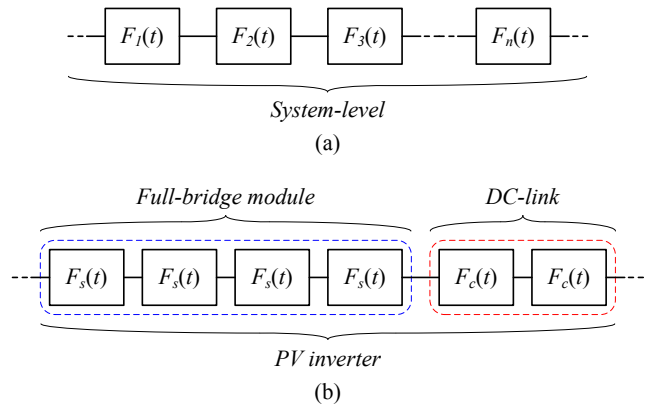 F1(t) F2(t) F3(t) Fn(t)
System-level
(a)
Full-bridge module DC-link
Fs(t) Fs(t) Fs(t) Fs(t) Fc(t) Fc(t)
PV inverter
(b)